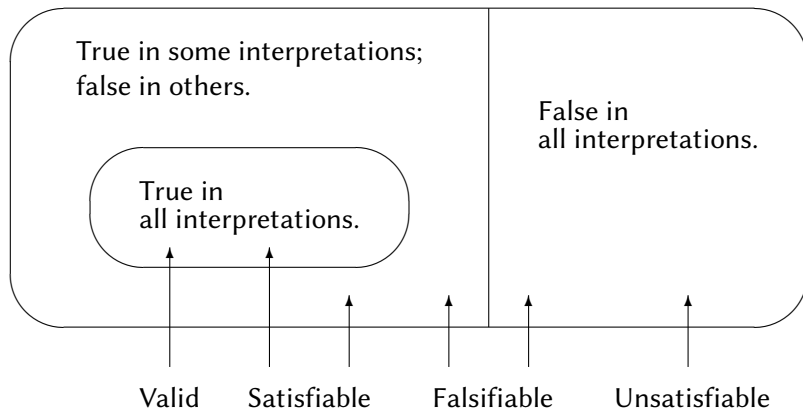 True in some interpretations;
false in others.
False in
all interpretations.
True in
all interpretations.
Valid Satisfiable Falsifiable Unsatisfiable